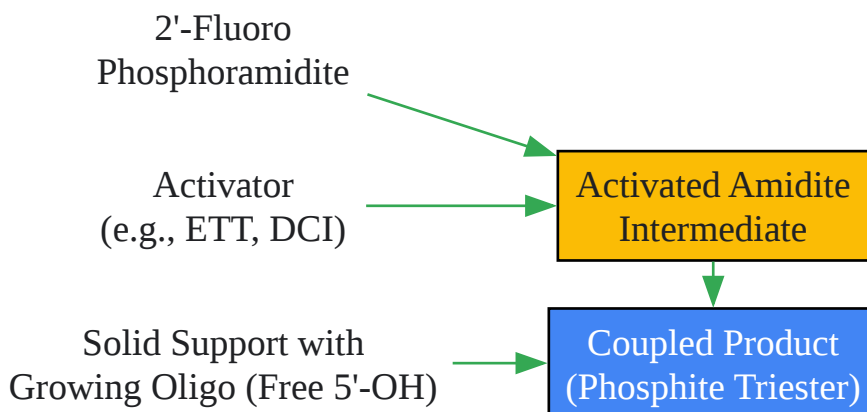 2'-Fluoro
Phosphoramidite
Activator
(e.g., ETT, DCI)
Activated Amidite
Intermediate
Solid Support with
Growing Oligo (Free 5'-OH)
Coupled Product
(Phosphite Triester)